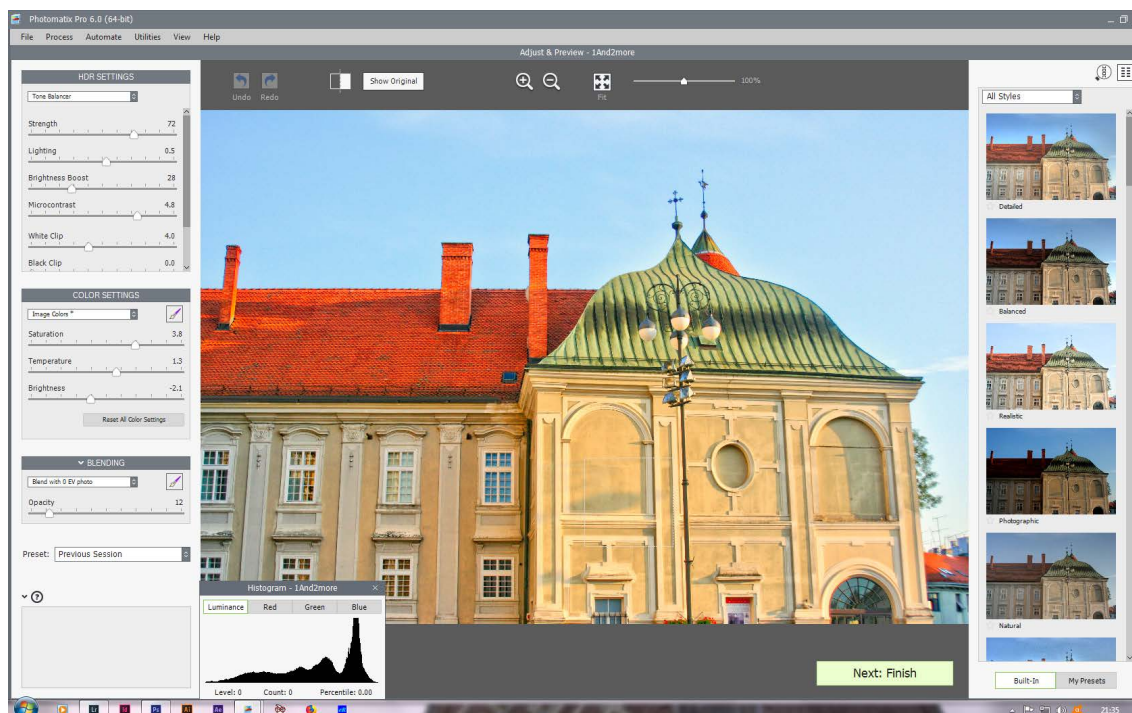 Photomatix Pro 6.0 (64-bit)
File Process Automate Utilities View Help
Adjust & Preview - 1And2more
HDR SETTINGS
Tone Balancer
Strength 72
Lighting 0.5
Brightness Boost 28
Microcontrast 4.8
White Clip 4.0
Black Clip 0.0
COLOR SETTINGS
Image Colors *
Saturation 3.8
Temperature 1.3
Brightness -2.1
Reset All Color Settings
BLENDING
Blend with 0 EV photo
Opacity 12
Preset: Previous Session
?
Undo Redo
Show Original
Fit
100%
Histogram - 1And2more
Luminance Red Green Blue
Level: 0 Count: 0 Percentile: 0.00
Next: Finish
All Styles
Detailed
Balanced
Realistic
Photographic
Natural
Built-In My Presets
Lr Id Ps Ai Ae
21:35